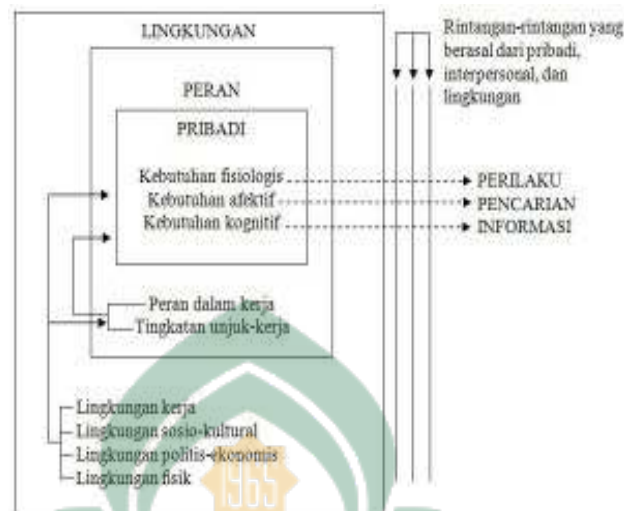 LINGKUNGAN
PERAN
PRIBADI
Kebutuhan fisiologis
Kebutuhan afektif
Kebutuhan kognitif
Peran dalam kerja
Tingkatan unjuk-kerja
Lingkungan kerja
Lingkungan sosio-kultural
Lingkungan politis-ekonomis
Lingkungan fisik
Rintangan-rintangan yang
berasal dari pribadi,
interpersonal, dan
lingkungan
PERILAKU
PENCARIAN
INFORMASI
1965